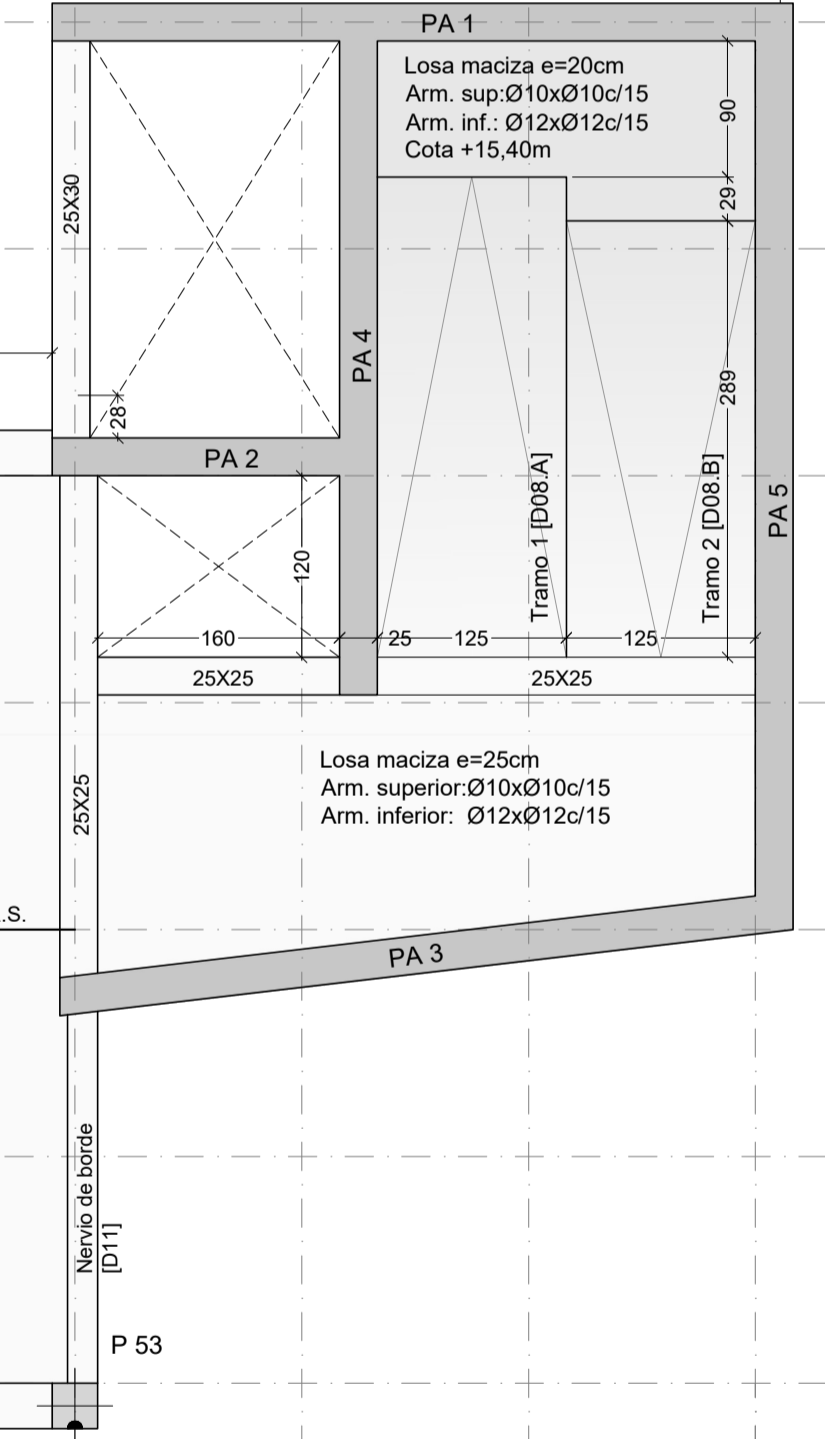 PA 1
Losa maciza e=20cm
Arm. sup:Ø10xØ10c/15
Arm. inf.: Ø12xØ12c/15
Cota +15,40m
90
29
25X30
PA 4
289
28
PA 2
Tramo 1 [D08.A]
Tramo 2 [D08.B]
PA 5
120
160
25
125
125
25X25
25X25
Losa maciza e=25cm
Arm. superior:Ø10xØ10c/15
Arm. inferior: Ø12xØ12c/15
25X25
.S.
PA 3
Nervio de borde
[D11]
P 53